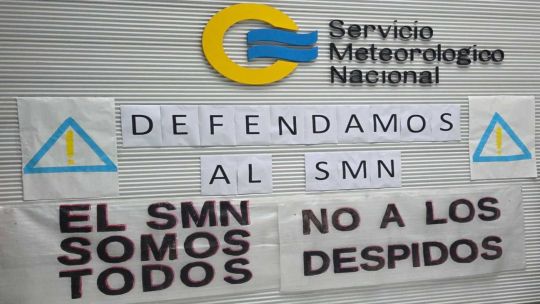 Servicio
Meteorologico
Nacional
DEFENDAMOS
AL SMN
EL SMN
SOMOS
TODOS
NO A LOS
DESPIDOS